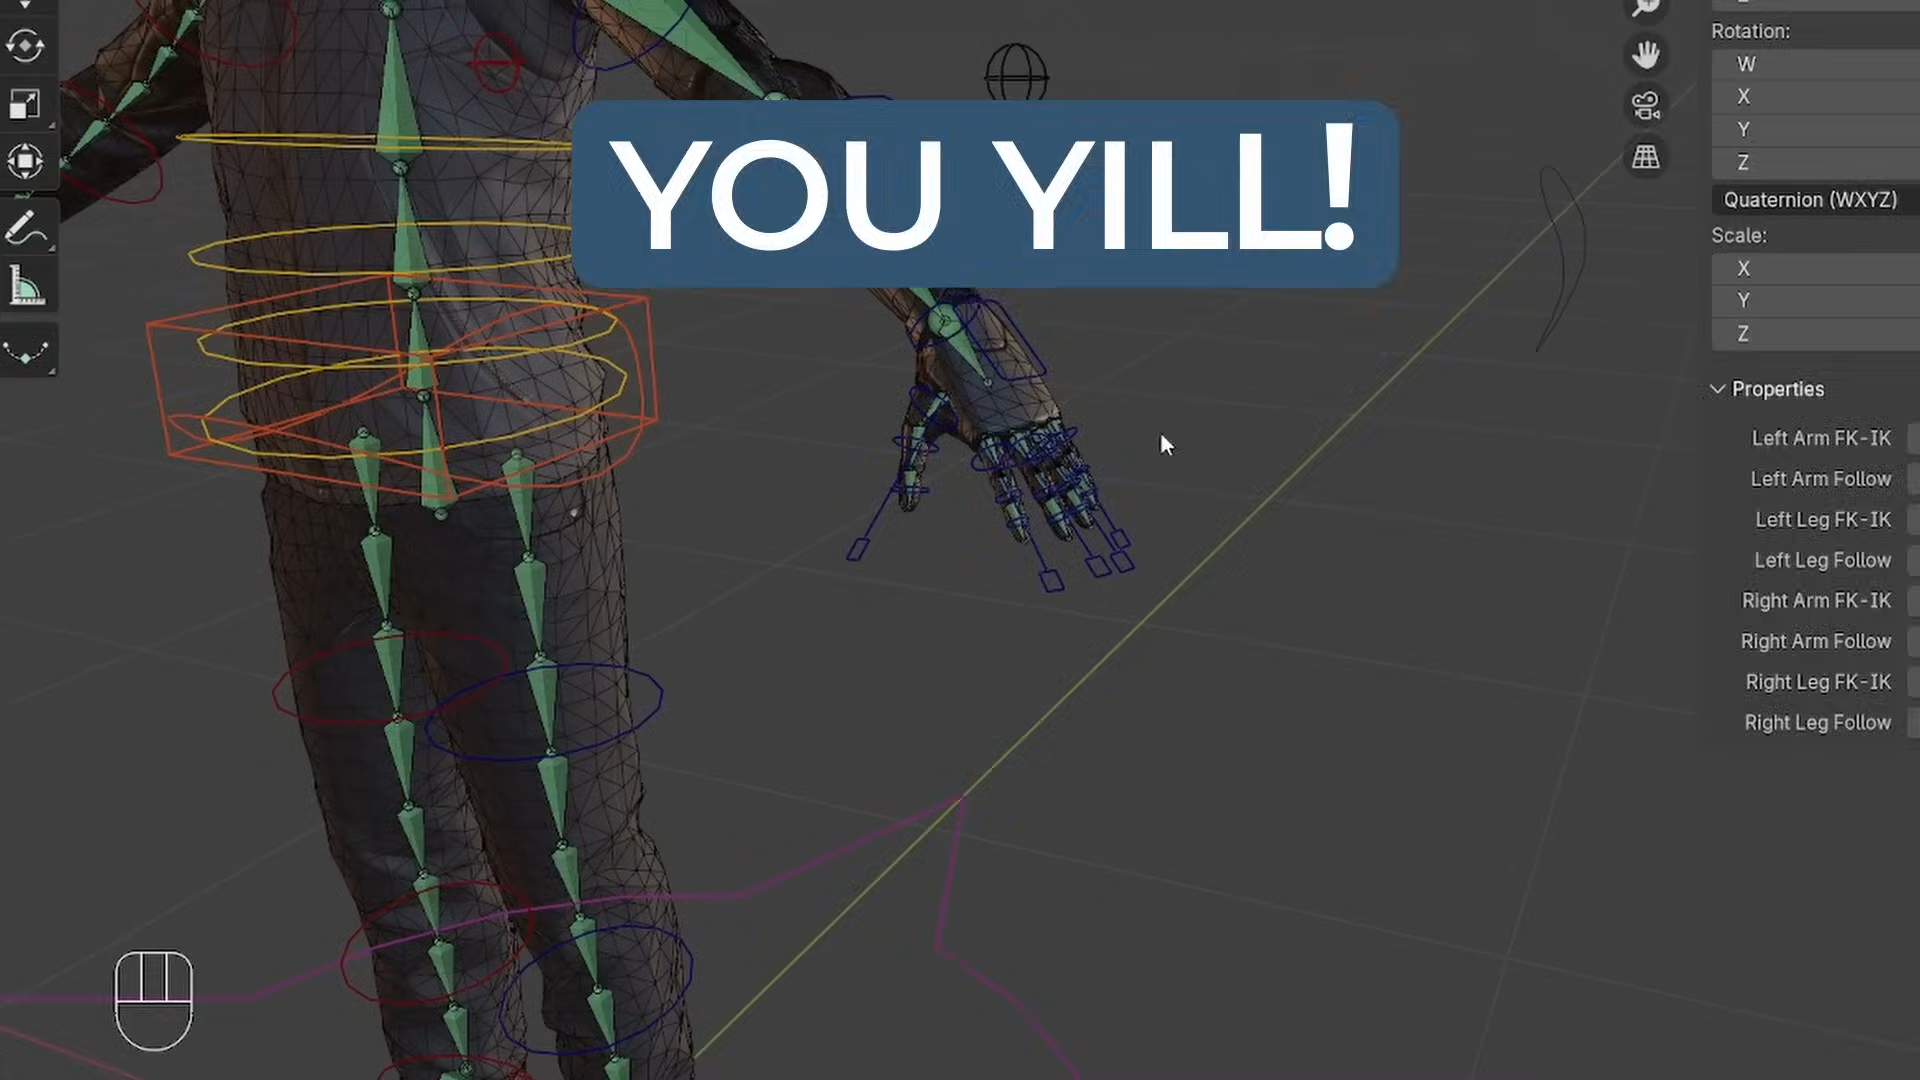 YOU YILL!
Rotation:
W
X
Y
Z
Quaternion (WXYZ)
Scale:
X
Y
Z
Properties
Left Arm FK-IK
Left Arm Follow
Left Leg FK-IK
Left Leg Follow
Right Arm FK-IK
Right Arm Follow
Right Leg FK-IK
Right Leg Follow